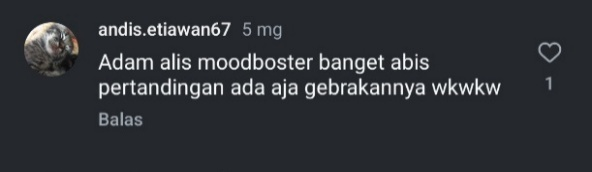 andis.etiawan67 5 mg
Adam alis moodboster banget abis
pertandingan ada aja gebrakannya wkwkw
1
Balas